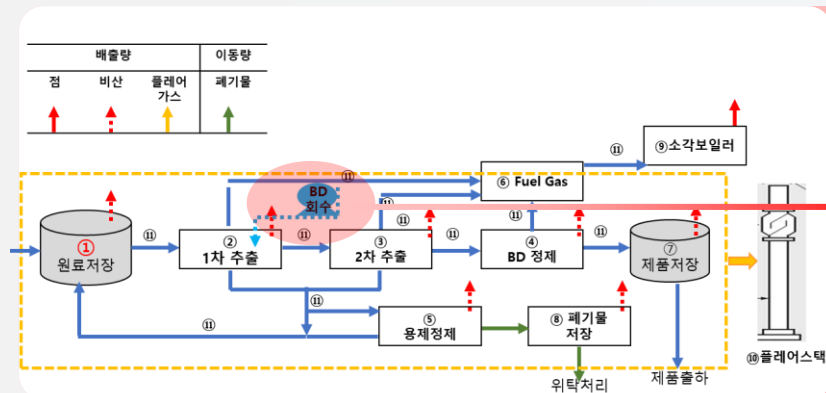 배출량 이동량
점 비산 플레어
가스 폐기물
⑪
⑨소각보일러
⑪
⑥ Fuel Gas
BD
회수
⑪
⑪
⑪
①
원료저장
⑪
②
1차 추출
⑪
③
2차 추출
⑪
④
BD 정제
⑪
⑦
제품저장
⑪
⑤
용제정제
⑪
⑧ 폐기물
저장
⑩플레어스택
위탁처리
제품출하